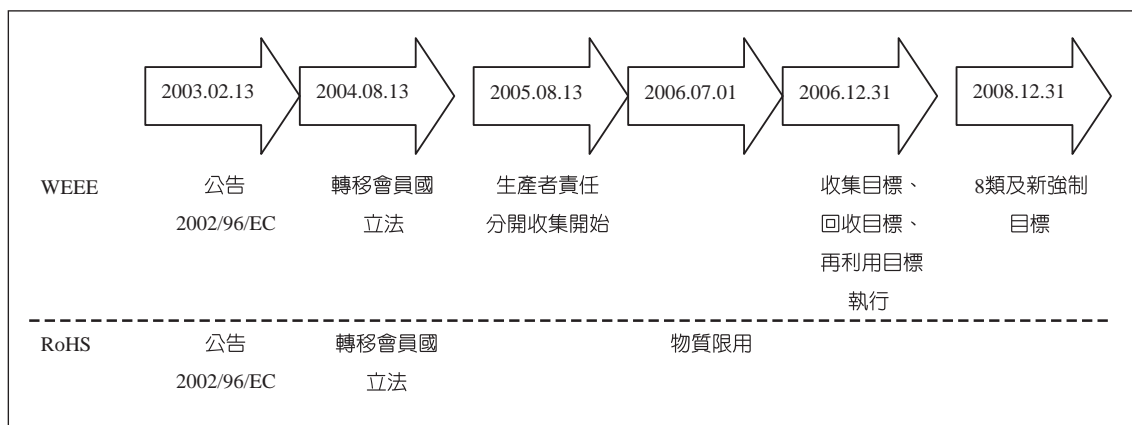 2003.02.13 2004.08.13 2005.08.13 2006.07.01 2006.12.31 2008.12.31
WEEE 公告 轉移會員國 生產者責任 收集目標、 8類及新強制
2002/96/EC 立法 分開收集開始 回收目標、 目標
再利用目標
執行
RoHS 公告 轉移會員國 物質限用
2002/96/EC 立法